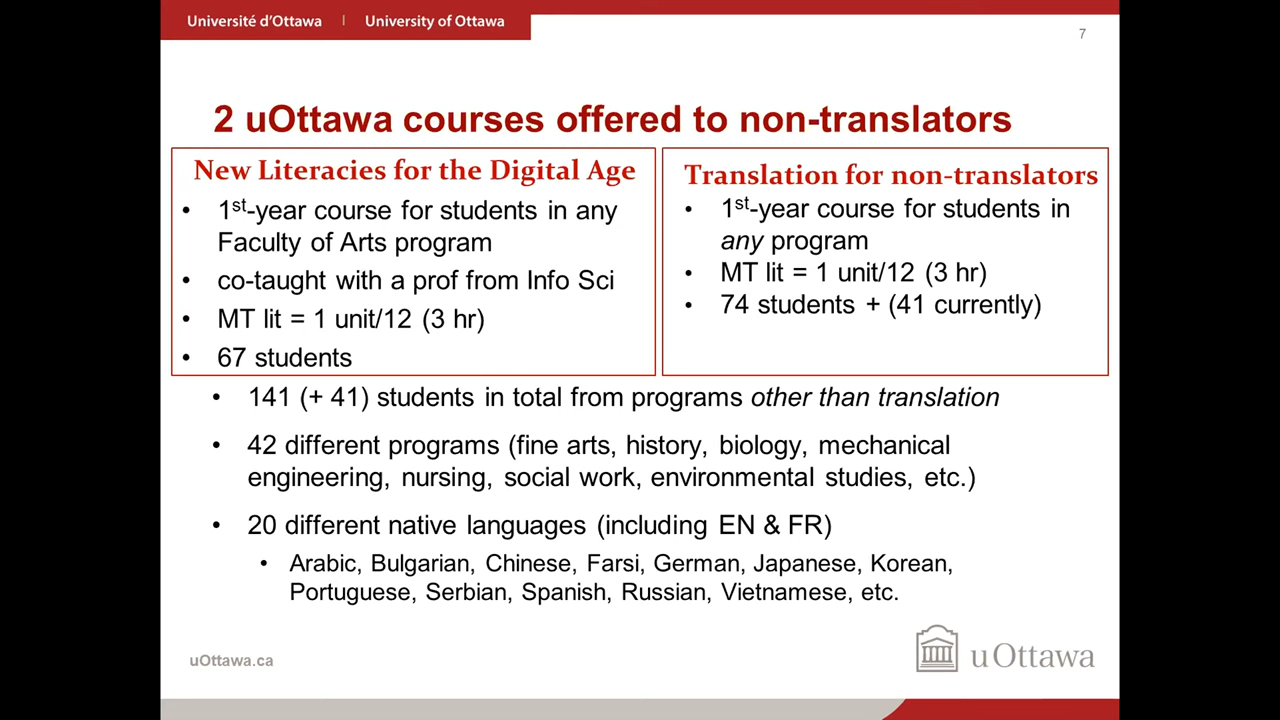 Université d'Ottawa | University of Ottawa
7
2 uOttawa courses offered to non-translators
New Literacies for the Digital Age
• 1st-year course for students in any
Faculty of Arts program
• co-taught with a prof from Info Sci
• MT lit = 1 unit/12 (3 hr)
• 67 students
Translation for non-translators
• 1st-year course for students in
any program
• MT lit = 1 unit/12 (3 hr)
• 74 students + (41 currently)
• 141 (+ 41) students in total from programs other than translation
• 42 different programs (fine arts, history, biology, mechanical
engineering, nursing, social work, environmental studies, etc.)
• 20 different native languages (including EN & FR)
• Arabic, Bulgarian, Chinese, Farsi, German, Japanese, Korean,
Portuguese, Serbian, Spanish, Russian, Vietnamese, etc.
uOttawa.ca
uOttawa